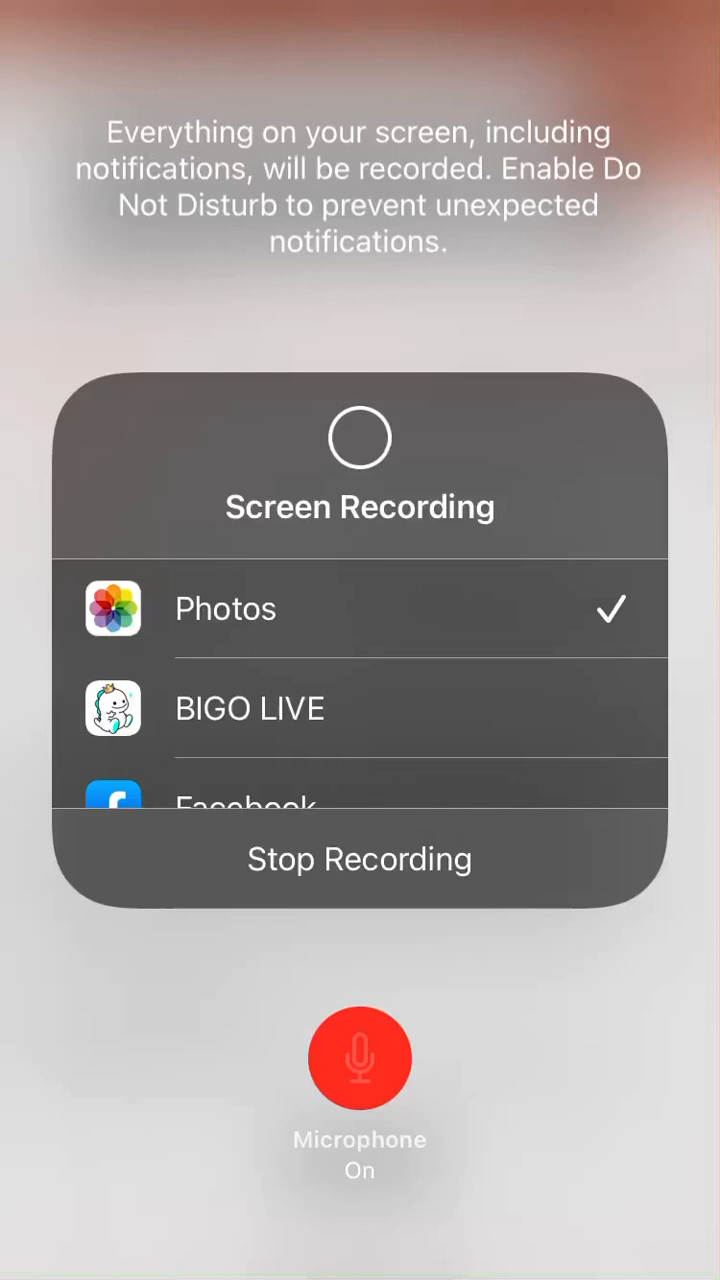 Everything on your screen, including
notifications, will be recorded. Enable Do
Not Disturb to prevent unexpected
notifications.
Screen Recording
Photos
BIGO LIVE
Facebook
Stop Recording
Microphone
On